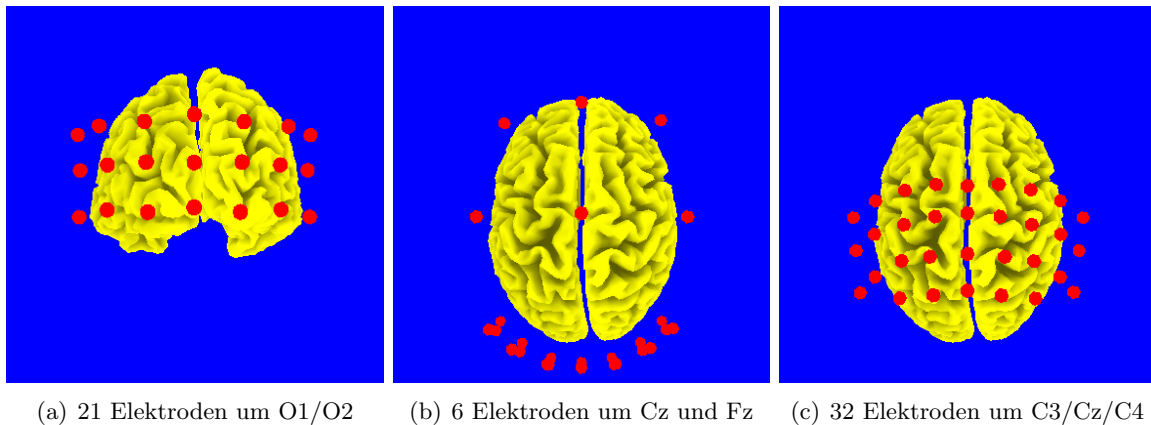 (a) 21 Elektroden um O1/O2
(b) 6 Elektroden um Cz und Fz
(c) 32 Elektroden um C3/Cz/C4